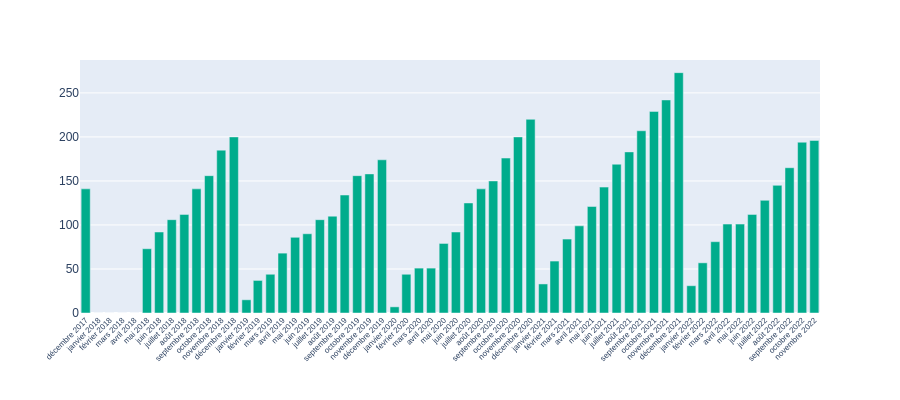 250
200
150
100
50
0
décembre 2017
janvier 2018
février 2018
mars 2018
avril 2018
mai 2018
juin 2018
juillet 2018
août 2018
septembre 2018
octobre 2018
novembre 2018
décembre 2018
janvier 2019
février 2019
mars 2019
avril 2019
mai 2019
juin 2019
juillet 2019
août 2019
septembre 2019
octobre 2019
novembre 2019
décembre 2019
janvier 2020
février 2020
mars 2020
avril 2020
mai 2020
juin 2020
juillet 2020
août 2020
septembre 2020
octobre 2020
novembre 2020
décembre 2020
janvier 2021
février 2021
mars 2021
avril 2021
mai 2021
juin 2021
juillet 2021
août 2021
septembre 2021
octobre 2021
novembre 2021
décembre 2021
janvier 2022
février 2022
mars 2022
avril 2022
mai 2022
juin 2022
juillet 2022
août 2022
septembre 2022
octobre 2022
novembre 2022